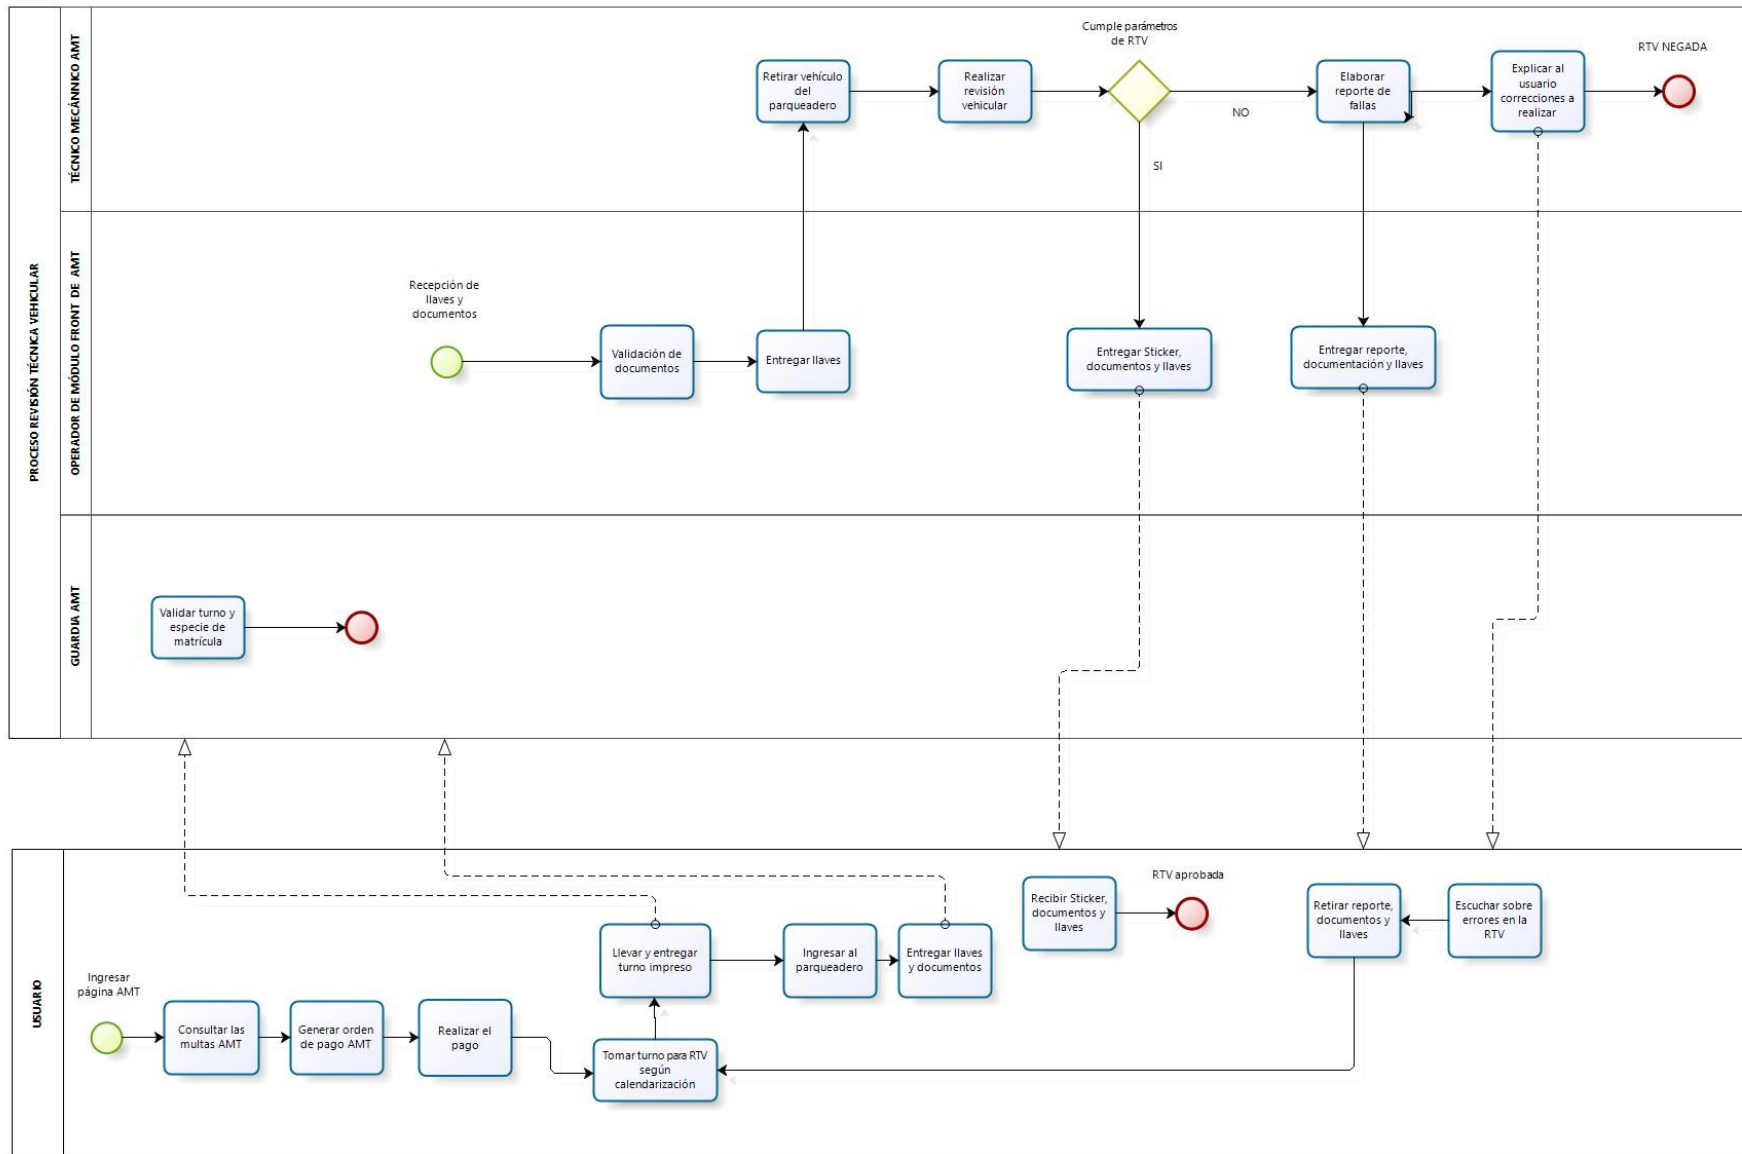 PROCESO REVISIÓN TÉCNICA VEHICULAR
TÉCNICO MECÁNNICO AMT
Retirar vehículo
del
parqueadero
Realizar
revisión
vehicular
Cumple parámetros
de RTV
NO
SI
Elaborar
reporte de
fallas
Explicar al
usuario
correcciones a
realizar
RTV NEGADA
OPERADOR DE MÓDULO FRONT DE AMT
Recepción de
llaves y
documentos
Validación de
documentos
Entregar llaves
Entregar Sticker,
documentos y llaves
Entregar reporte,
documentación y llaves
GUARDIA AMT
Validar turno y
especie de
matrícula
USUARIO
Ingresar
página AMT
Consultar las
multas AMT
Generar orden
de pago AMT
Realizar el
pago
Tomar turno para RTV
según
calendarización
Llevar y entregar
turno impreso
Ingresar al
parqueadero
Entregar llaves
y documentos
Recibir Sticker,
documentos y
llaves
RTV aprobada
Retirar reporte,
documentos y
llaves
Escuchar sobre
errores en la
RTV